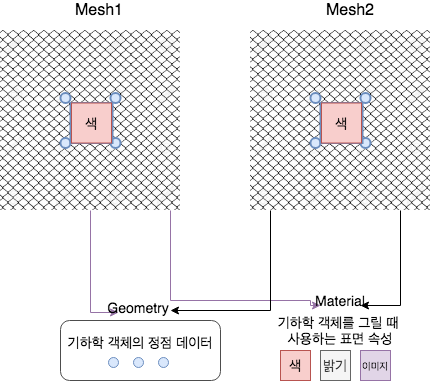 Mesh1
Mesh2
색
색
Geometry
Material
기하학 객체의 정점 데이터
기하학 객체를 그릴 때
사용하는 표면 속성
색
밝기
이미지